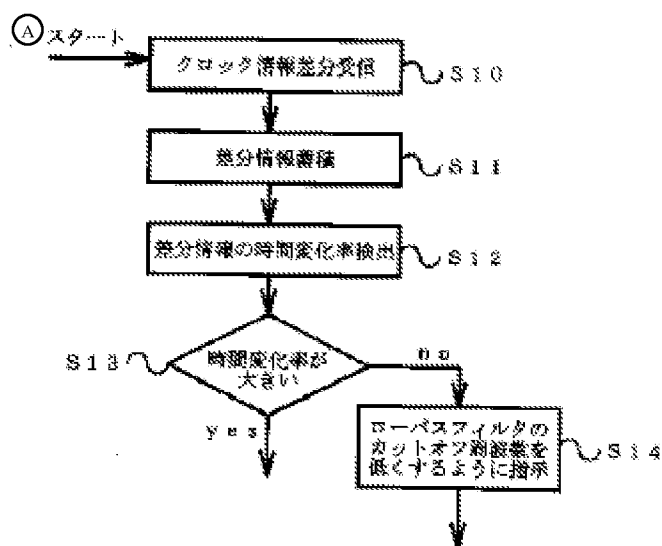 A スタート
クロック情報差分受信
S10
差分情報蓄積
S11
差分情報の時間変化率検出
S12
S13
時間変化率が
大きい
no
yes
ローパスフィルタの
カットオフ周波数を
低くするように指示
S14